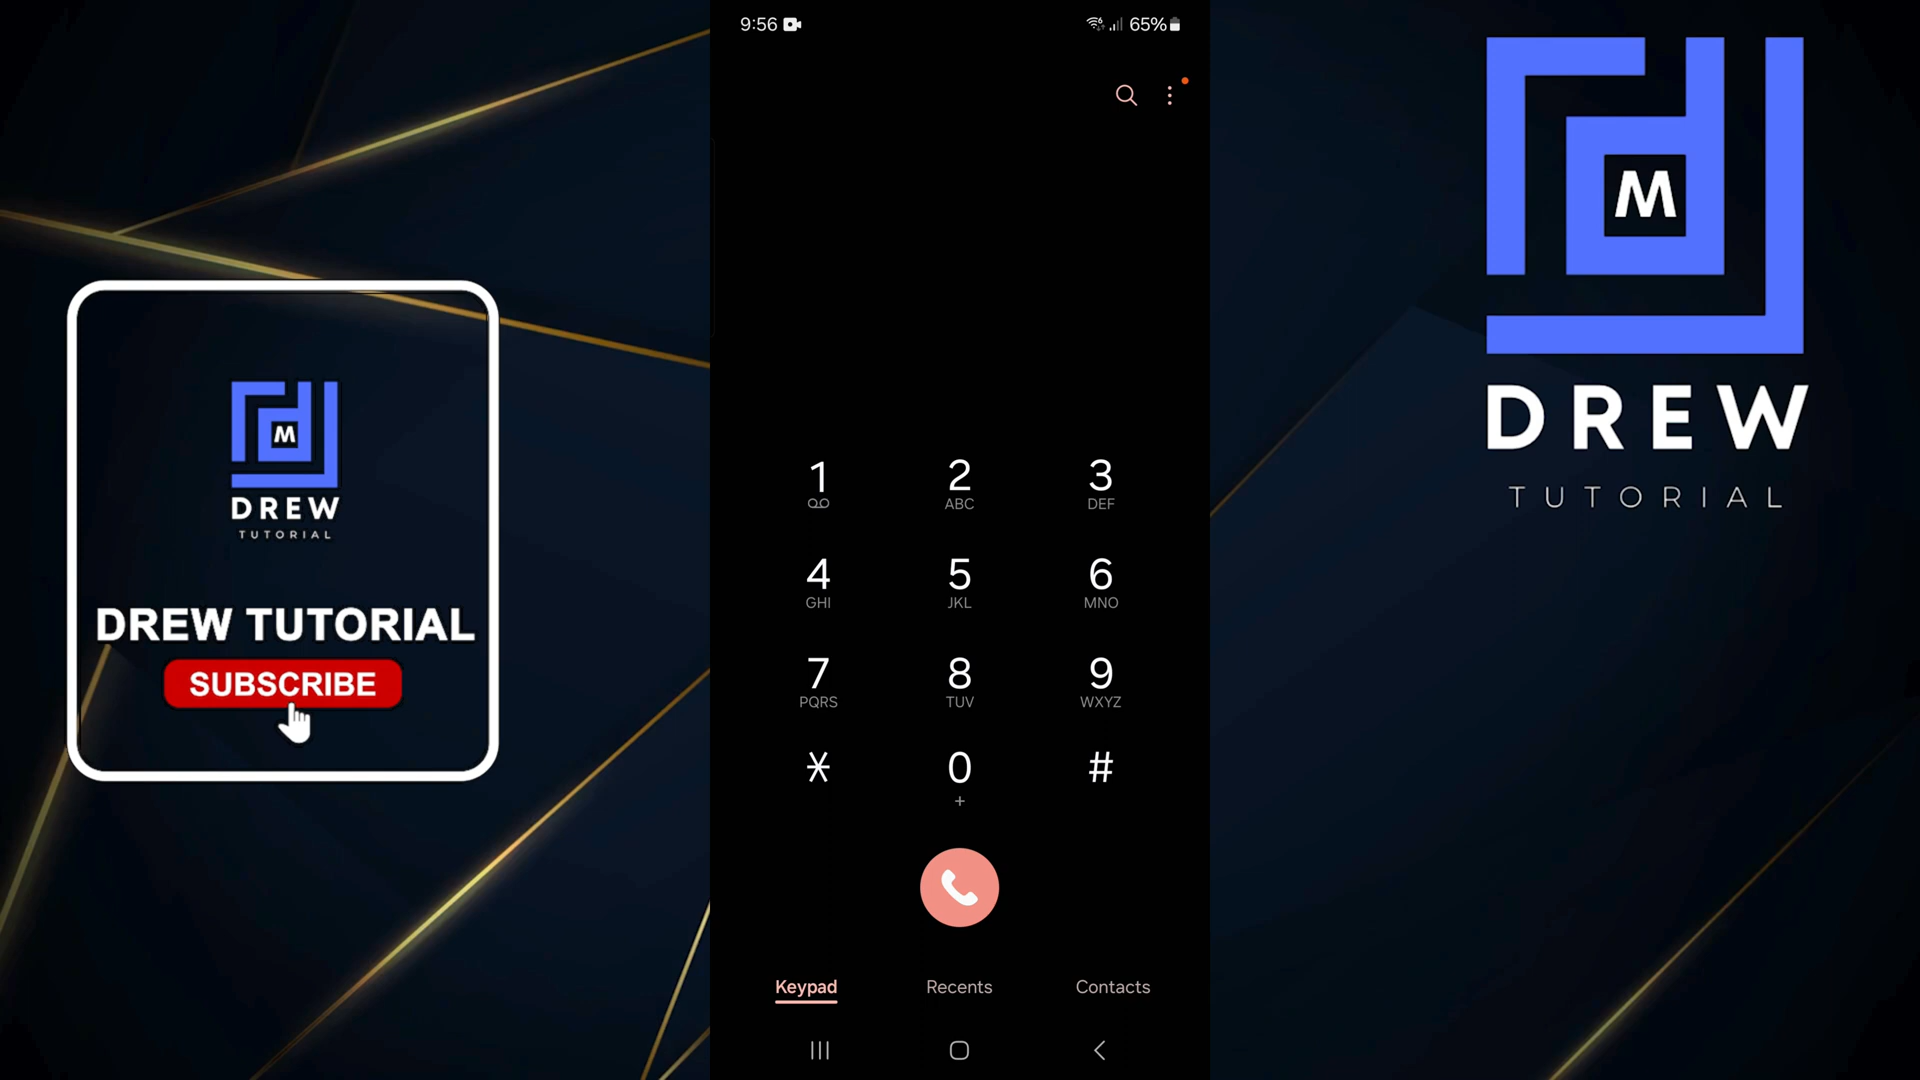 9:56
65%
M
DREW
TUTORIAL
M
DREW
TUTORIAL
DREW TUTORIAL
SUBSCRIBE
1
2
ABC
3
DEF
4
GHI
5
JKL
6
MNO
7
PQRS
8
TUV
9
WXYZ
*
0
+
#
Keypad
Recents
Contacts